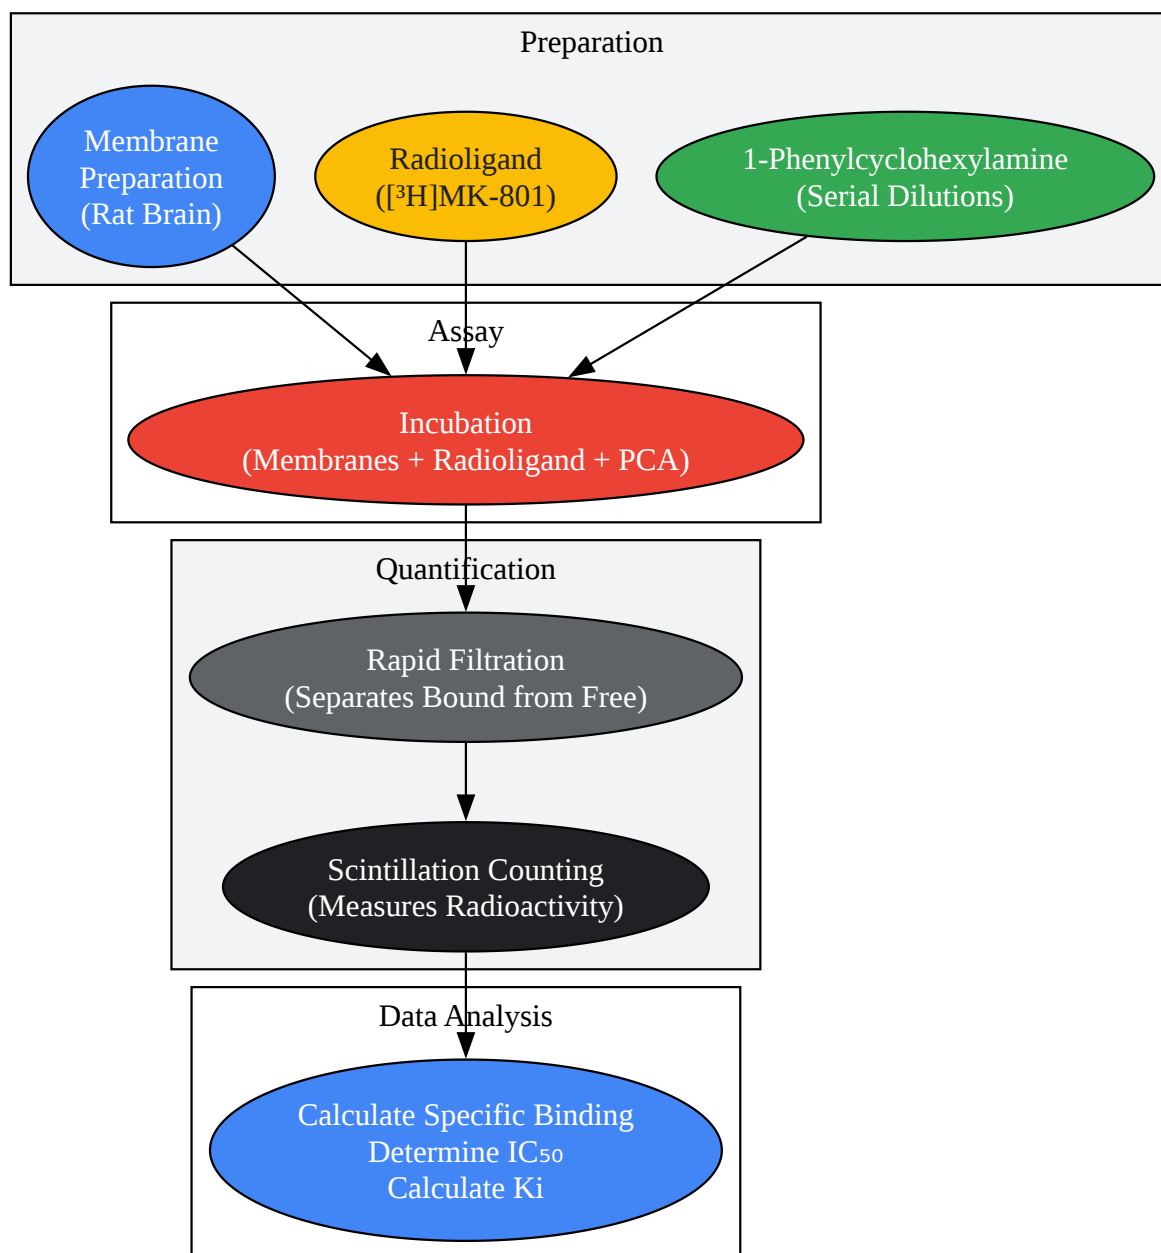 Preparation
Membrane
Preparation
(Rat Brain)
Radioligand
([³H]MK-801)
1-Phenylcyclohexylamine
(Serial Dilutions)
Assay
Incubation
(Membranes + Radioligand + PCA)
Quantification
Rapid Filtration
(Separates Bound from Free)
Scintillation Counting
(Measures Radioactivity)
Data Analysis
Calculate Specific Binding
Determine IC₅₀
Calculate Ki